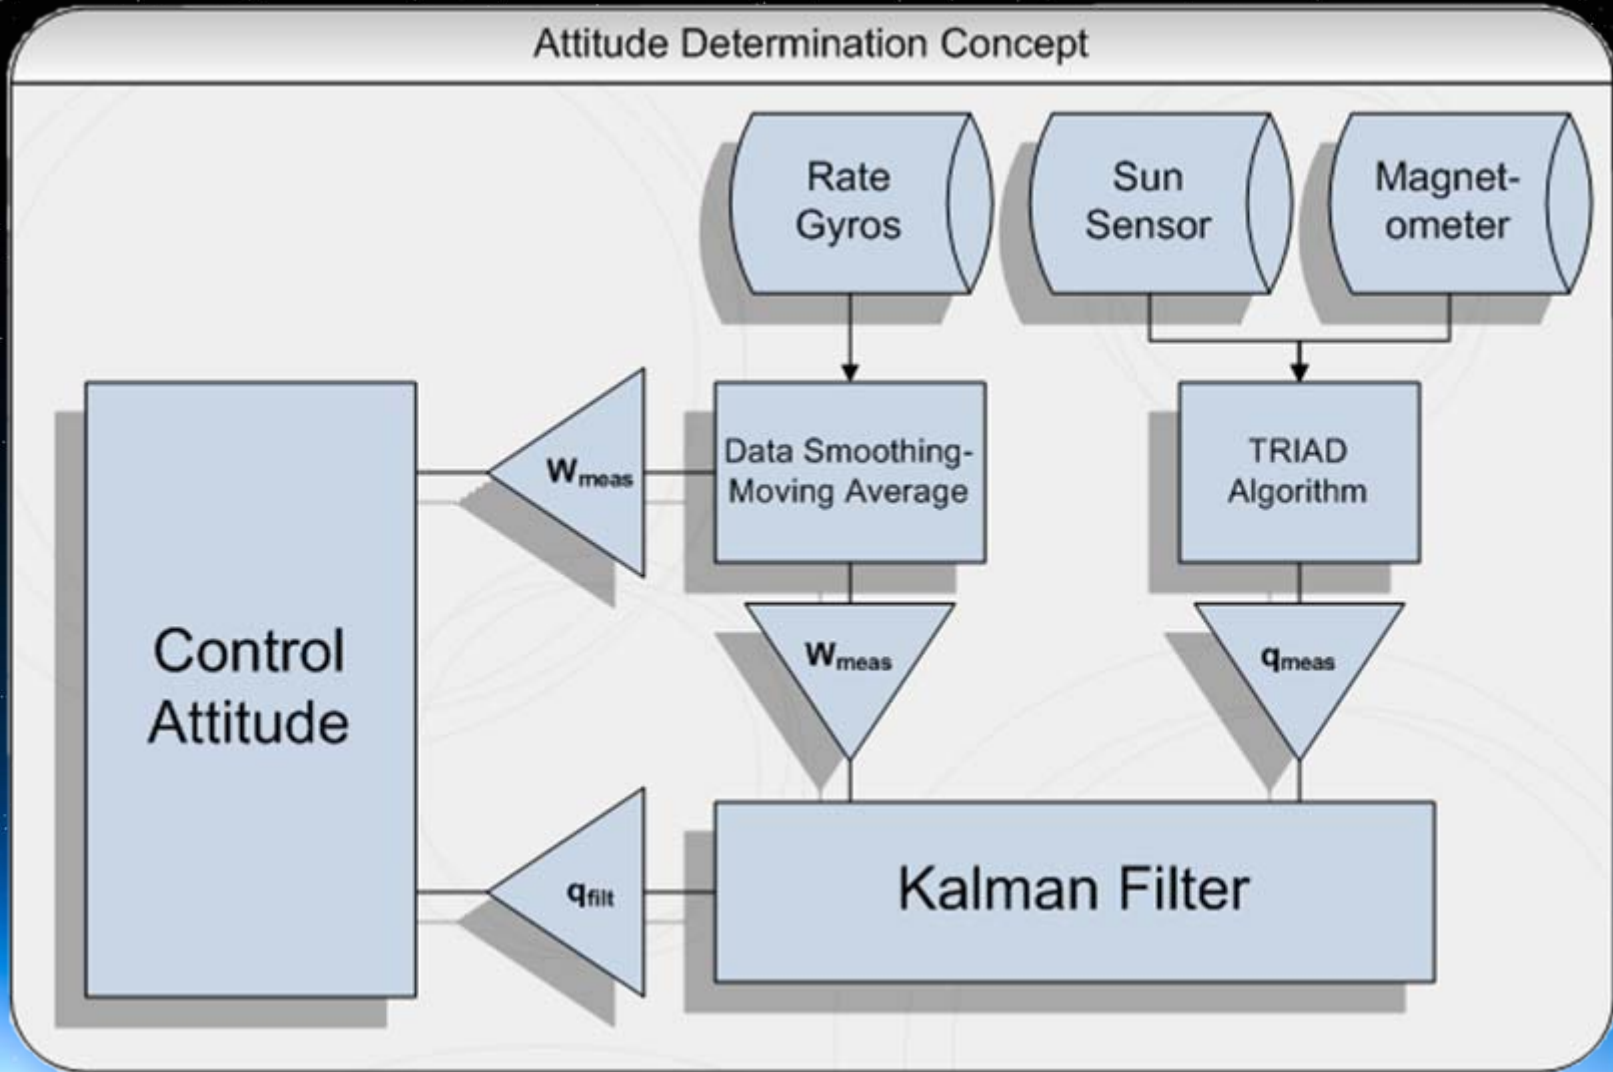 Attitude Determination Concept
Rate
Gyros
Sun
Sensor
Magnet-
ometer
Data Smoothing-
Moving Average
TRIAD
Algorithm
Wmeas
Wmeas
qmeas
Control
Attitude
qfilt
Kalman Filter